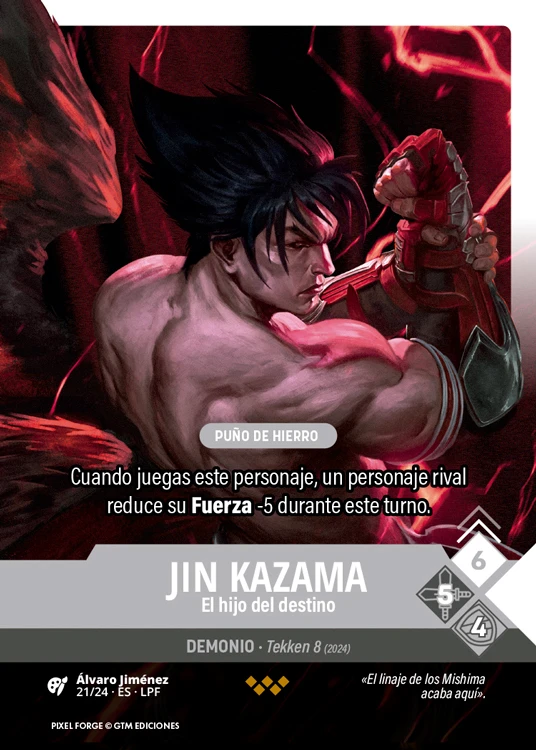 PUÑO DE HIERRO
Cuando juegas este personaje, un personaje rival
reduce su Fuerza -5 durante este turno.
6
JIN KAZAMA
El hijo del destino
5
4
DEMONIO · Tekken 8 (2024)
Álvaro Jiménez
21/24 · ES · LPF
«El linaje de los Mishima
acaba aquí».
PIXEL FORGE © GTM EDICIONES